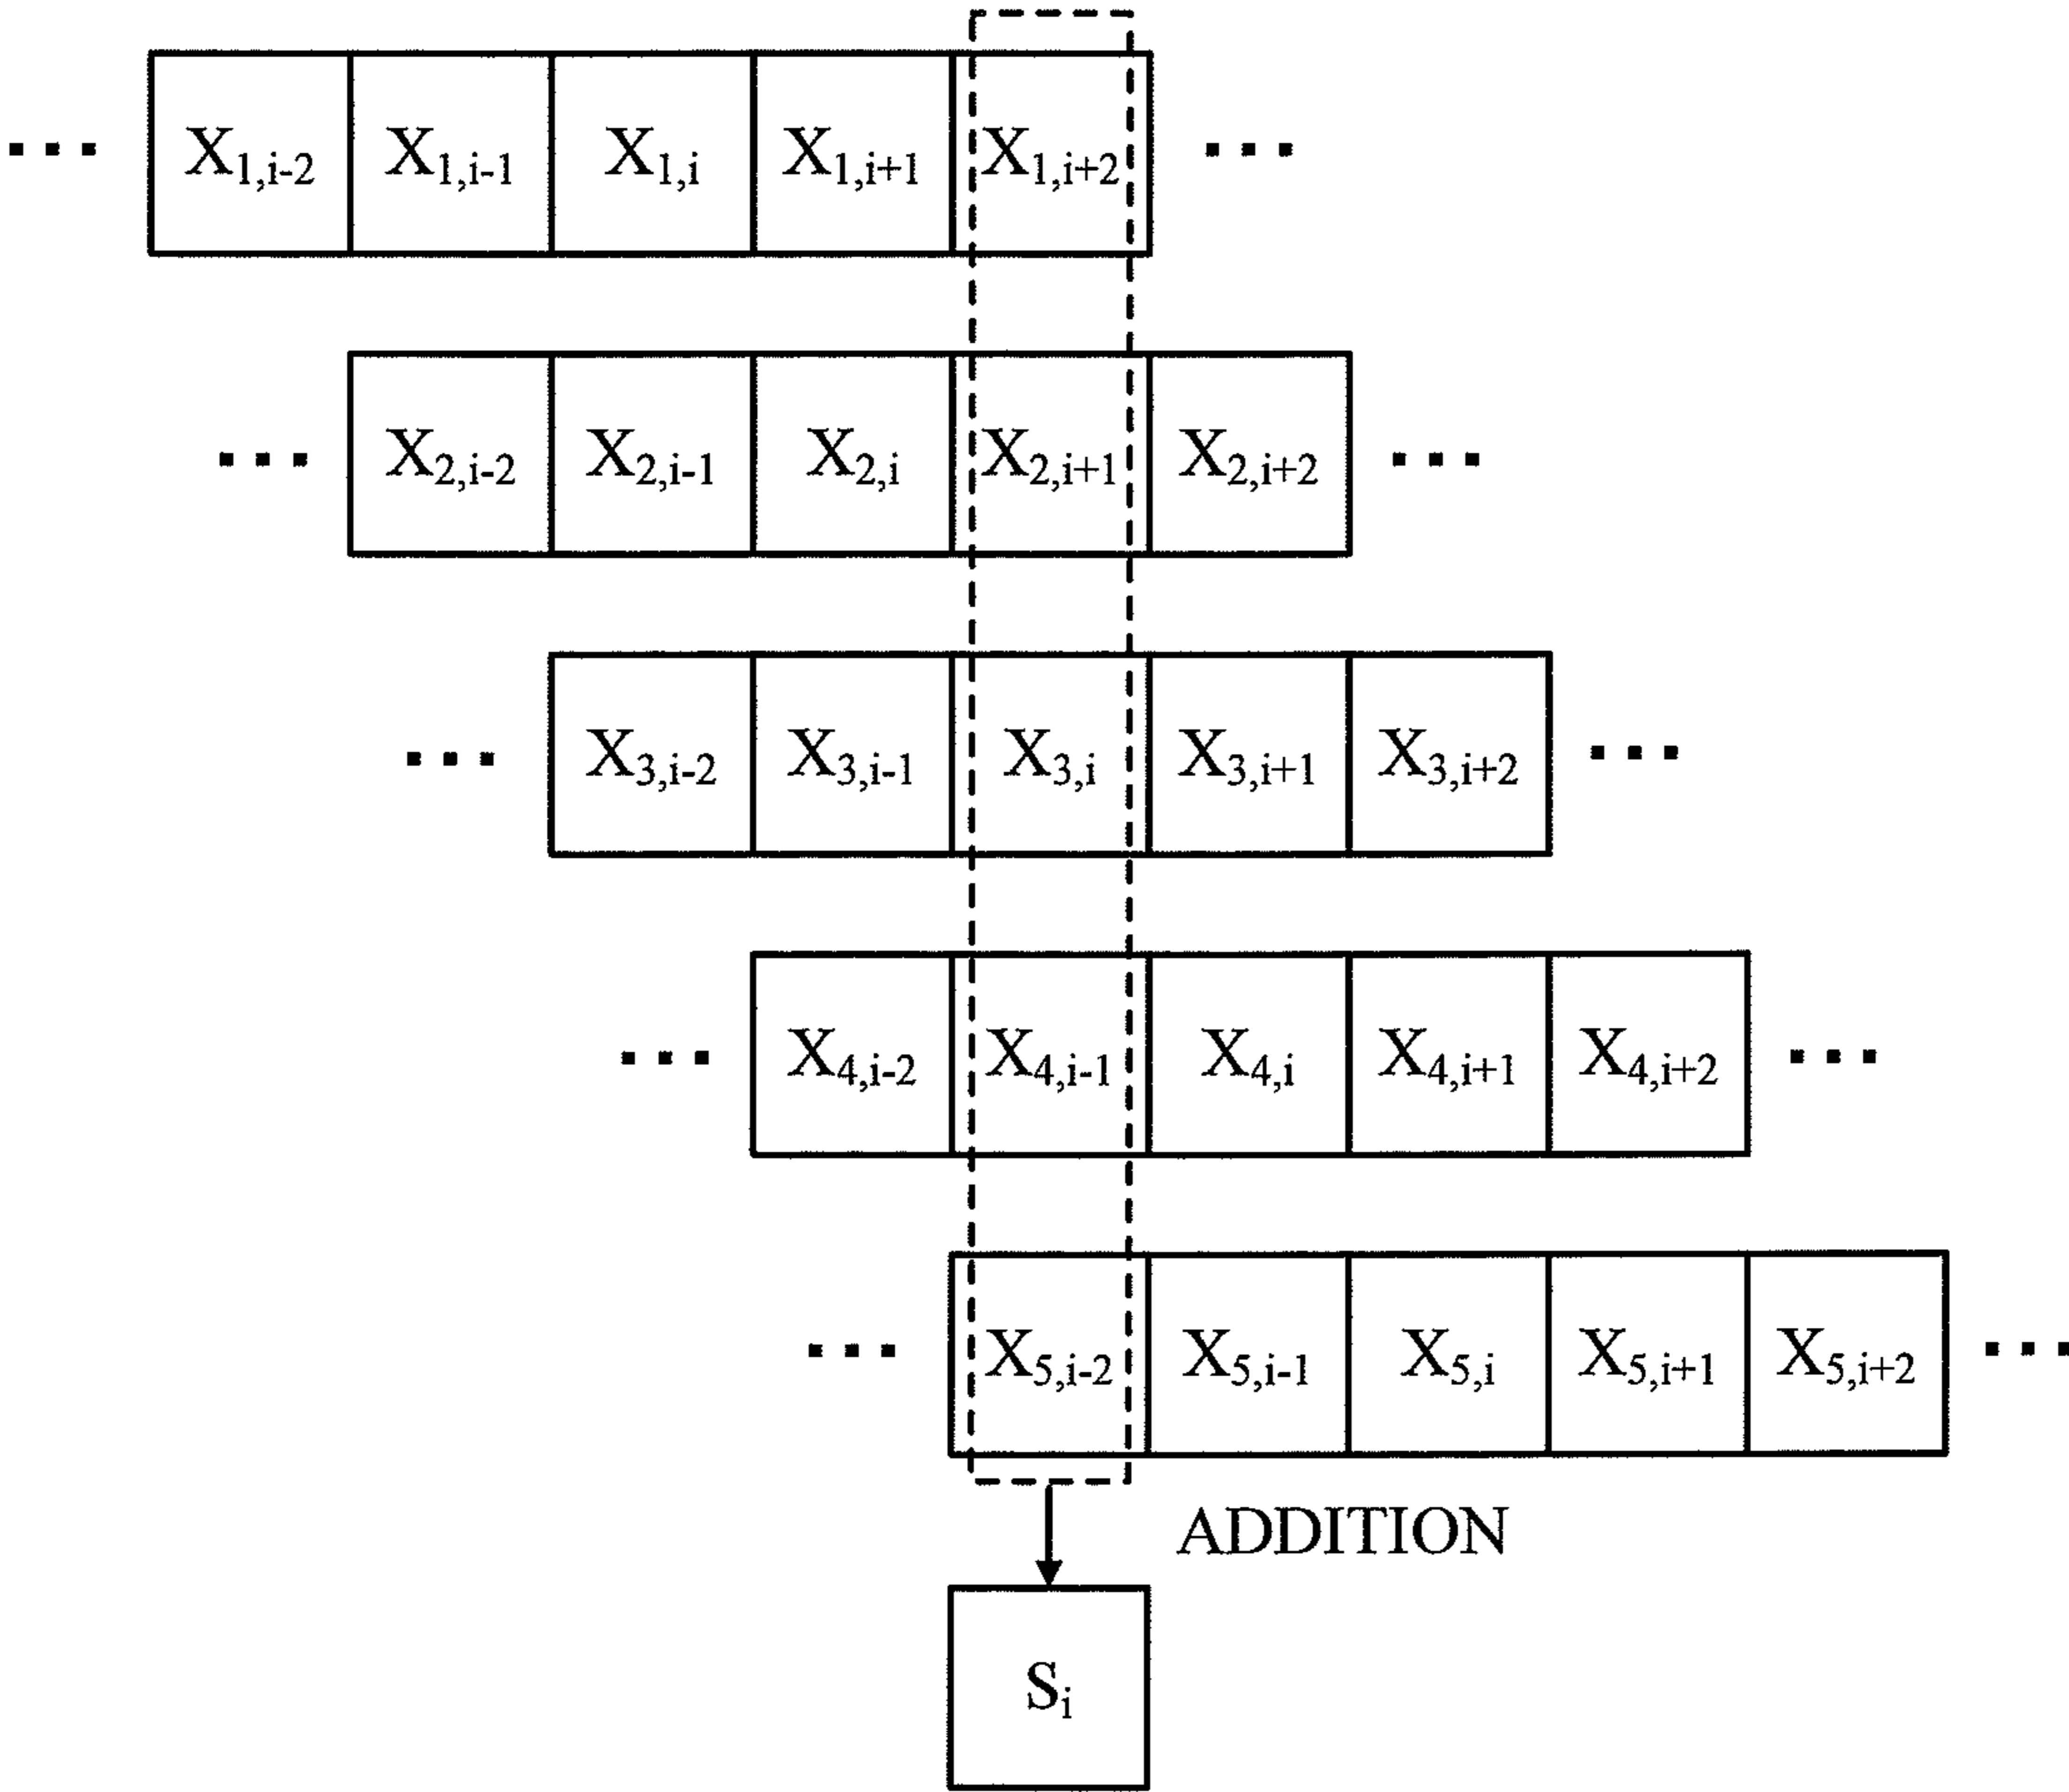 ... X1,i-2 X1,i-1 X1,i X1,i+1 X1,i+2 ...
... X2,i-2 X2,i-1 X2,i X2,i+1 X2,i+2 ...
... X3,i-2 X3,i-1 X3,i X3,i+1 X3,i+2 ...
... X4,i-2 X4,i-1 X4,i X4,i+1 X4,i+2 ...
... X5,i-2 X5,i-1 X5,i X5,i+1 X5,i+2 ...
ADDITION
Si